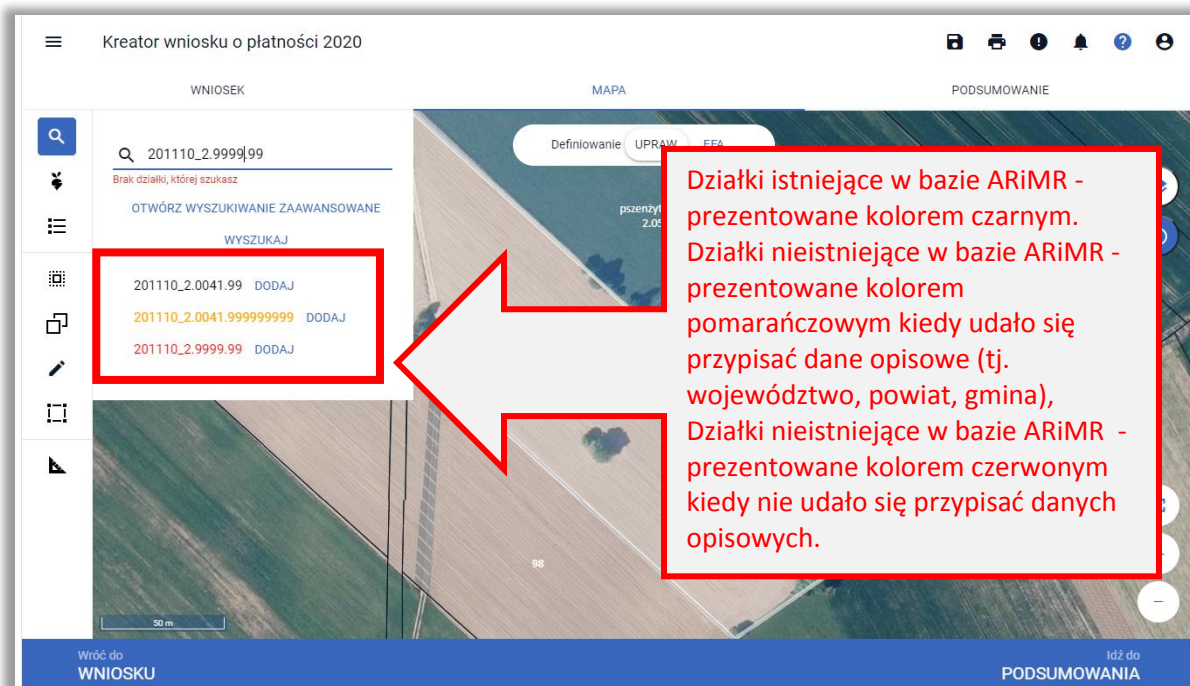 Kreator wniosku o płatności 2020
WNIOSEK
MAPA
PODSUMOWANIE
201110_2.9999.99
Brak działki, której szukasz
OTWÓRZ WYSZUKIWANIE ZAAWANSOWANE
WYSZUKAJ
201110_2.0041.99 DODAJ
201110_2.0041.999999999 DODAJ
201110_2.9999.99 DODAJ
Definiowanie UPRAW EFA
2.05
Działki istniejące w bazie ARiMR -
prezentowane kolorem czarnym.
Działki nieistniejące w bazie ARiMR -
prezentowane kolorem
pomarańczowym kiedy udało się
przypisać dane opisowe (tj.
województwo, powiat, gmina),
Działki nieistniejące w bazie ARiMR -
prezentowane kolorem czerwonym
kiedy nie udało się przypisać danych
opisowych.
98
50 m
Wróć do
WNIOSKU
Idź do
PODSUMOWANIA